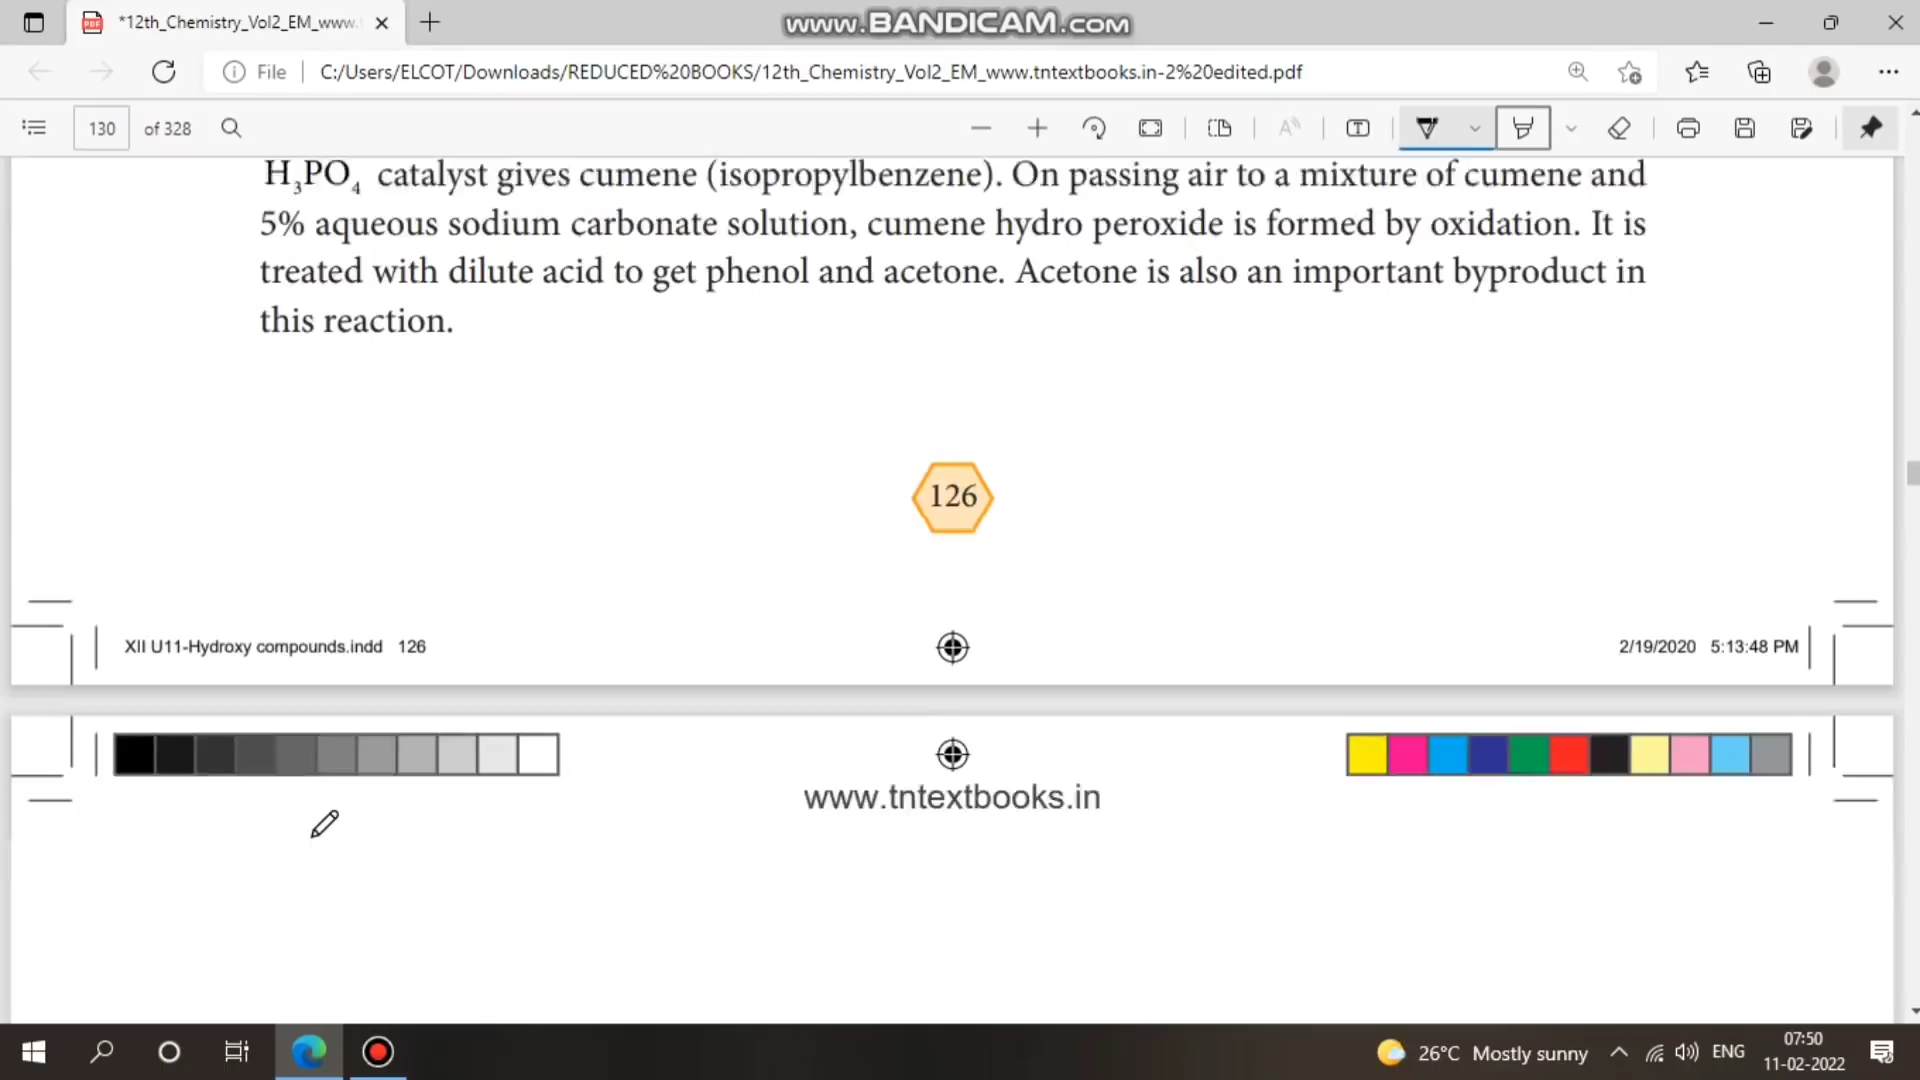 *12th_Chemistry_Vol2_EM_www.
www.BANDICAM.com
File
C:/Users/ELCOT/Downloads/REDUCED%20BOOKS/12th_Chemistry_Vol2_EM_www.tntextbooks.in-2%20edited.pdf
130 of 328
H₃PO₄ catalyst gives cumene (isopropylbenzene). On passing air to a mixture of cumene and
5% aqueous sodium carbonate solution, cumene hydro peroxide is formed by oxidation. It is
treated with dilute acid to get phenol and acetone. Acetone is also an important byproduct in
this reaction.
126
XII U11-Hydroxy compounds.indd 126
2/19/2020 5:13:48 PM
www.tntextbooks.in
26°C Mostly sunny
ENG
07:50
11-02-2022